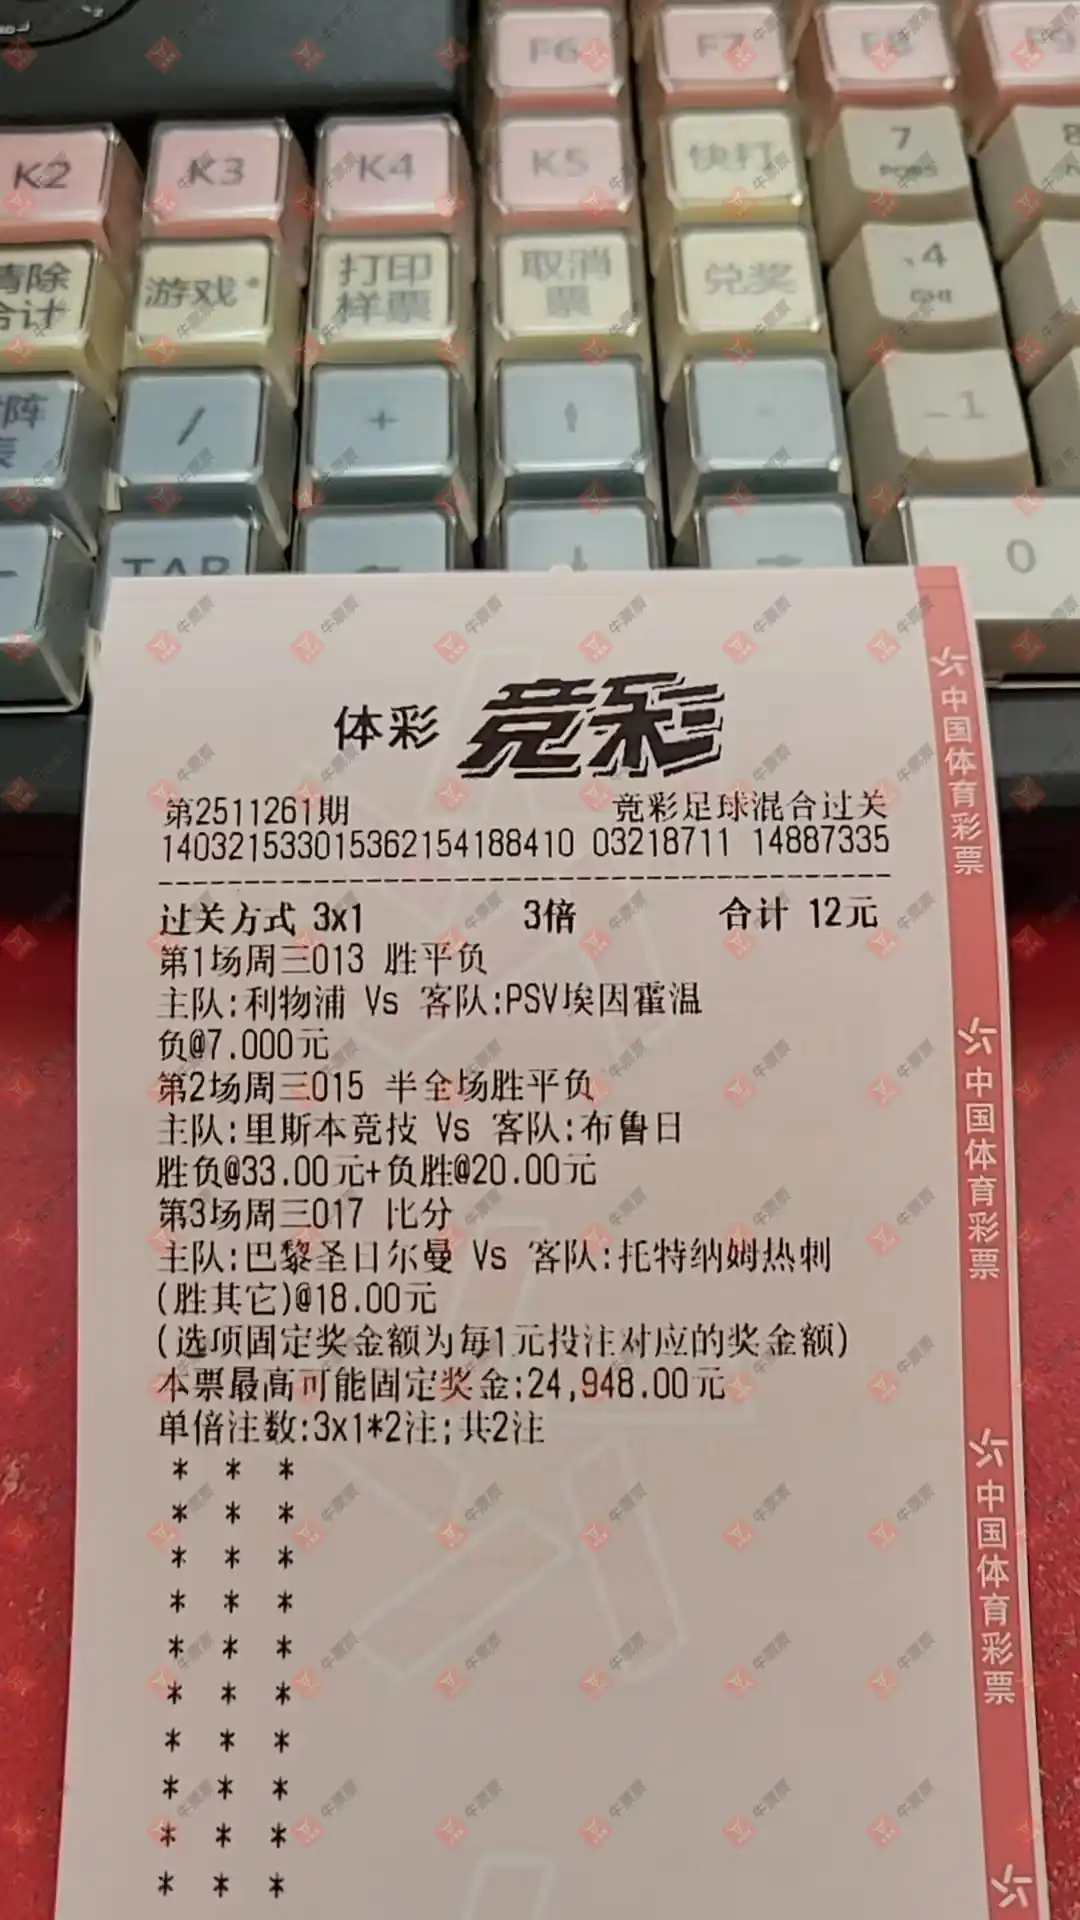 F6 F7 F8 F9
K2 K3 K4 K5 快打 7 8
PQRS
清除
合计
游戏*
打印
样票
取消
票
兑奖
4
GHI
阵
表
/ + -
1
TAB
0
体彩 竞彩
第2511261期 竞彩足球混合过关
140321533015362154188410 03218711 14887335
过关方式 3x1 3倍 合计 12元
第1场周三013 胜平负
主队:利物浦 Vs 客队:PSV埃因霍温
负@7.000元
第2场周三015 半全场胜平负
主队:里斯本竞技 Vs 客队:布鲁日
胜负@33.00元+负胜@20.00元
第3场周三017 比分
主队:巴黎圣日尔曼 Vs 客队:托特纳姆热刺
(胜其它)@18.00元
(选项固定奖金额为每1元投注对应的奖金额)
本票最高可能固定奖金:24,948.00元
单倍注数:3x1*2注;共2注
* * *
* * *
* * *
* * *
* * *
* * *
* * *
* * *
* * *
* * *
中国体育彩票
中国体育彩票
中国体育彩票
牛票票